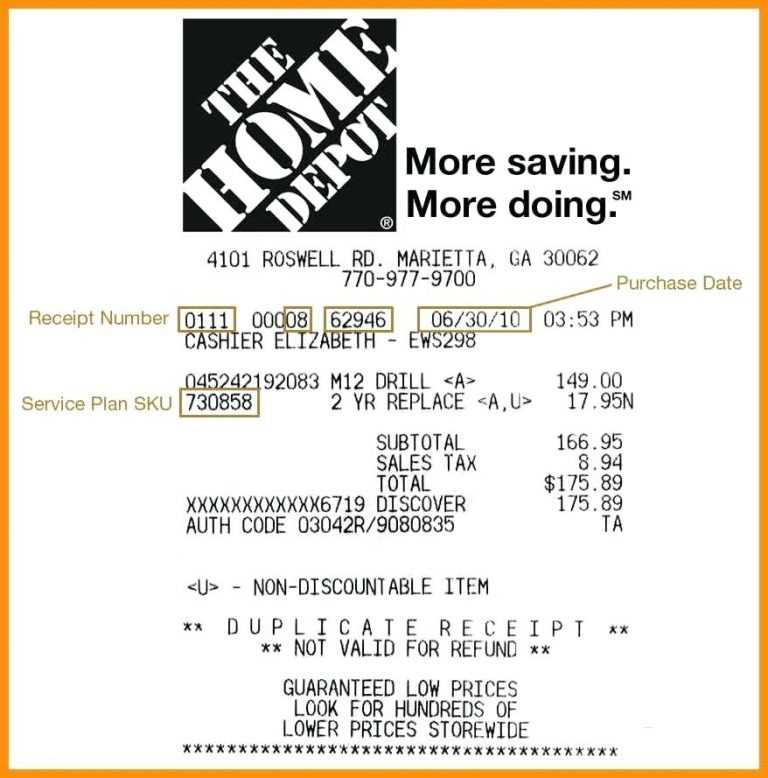 THE
HOME
DEPOT
®
More saving.
More doing.℠
4101 ROSWELL RD. MARIETTA, GA 30062
770-977-9700
Purchase Date
Receipt Number 0111 00008 62946 06/30/10 03:53 PM
CASHIER ELIZABETH - EWS298
045242192083 M12 DRILL <A> 149.00
Service Plan SKU 730858 2 YR REPLACE <A,U> 17.95N
SUBTOTAL 166.95
SALES TAX 8.94
TOTAL $175.89
XXXXXXXXXXXX6719 DISCOVER 175.89
AUTH CODE 03042R/9080835 TA
<U> - NON-DISCOUNTABLE ITEM
** DUPLICATE RECEIPT **
** NOT VALID FOR REFUND **
GUARANTEED LOW PRICES
LOOK FOR HUNDREDS OF
LOWER PRICES STOREWIDE
***************************************